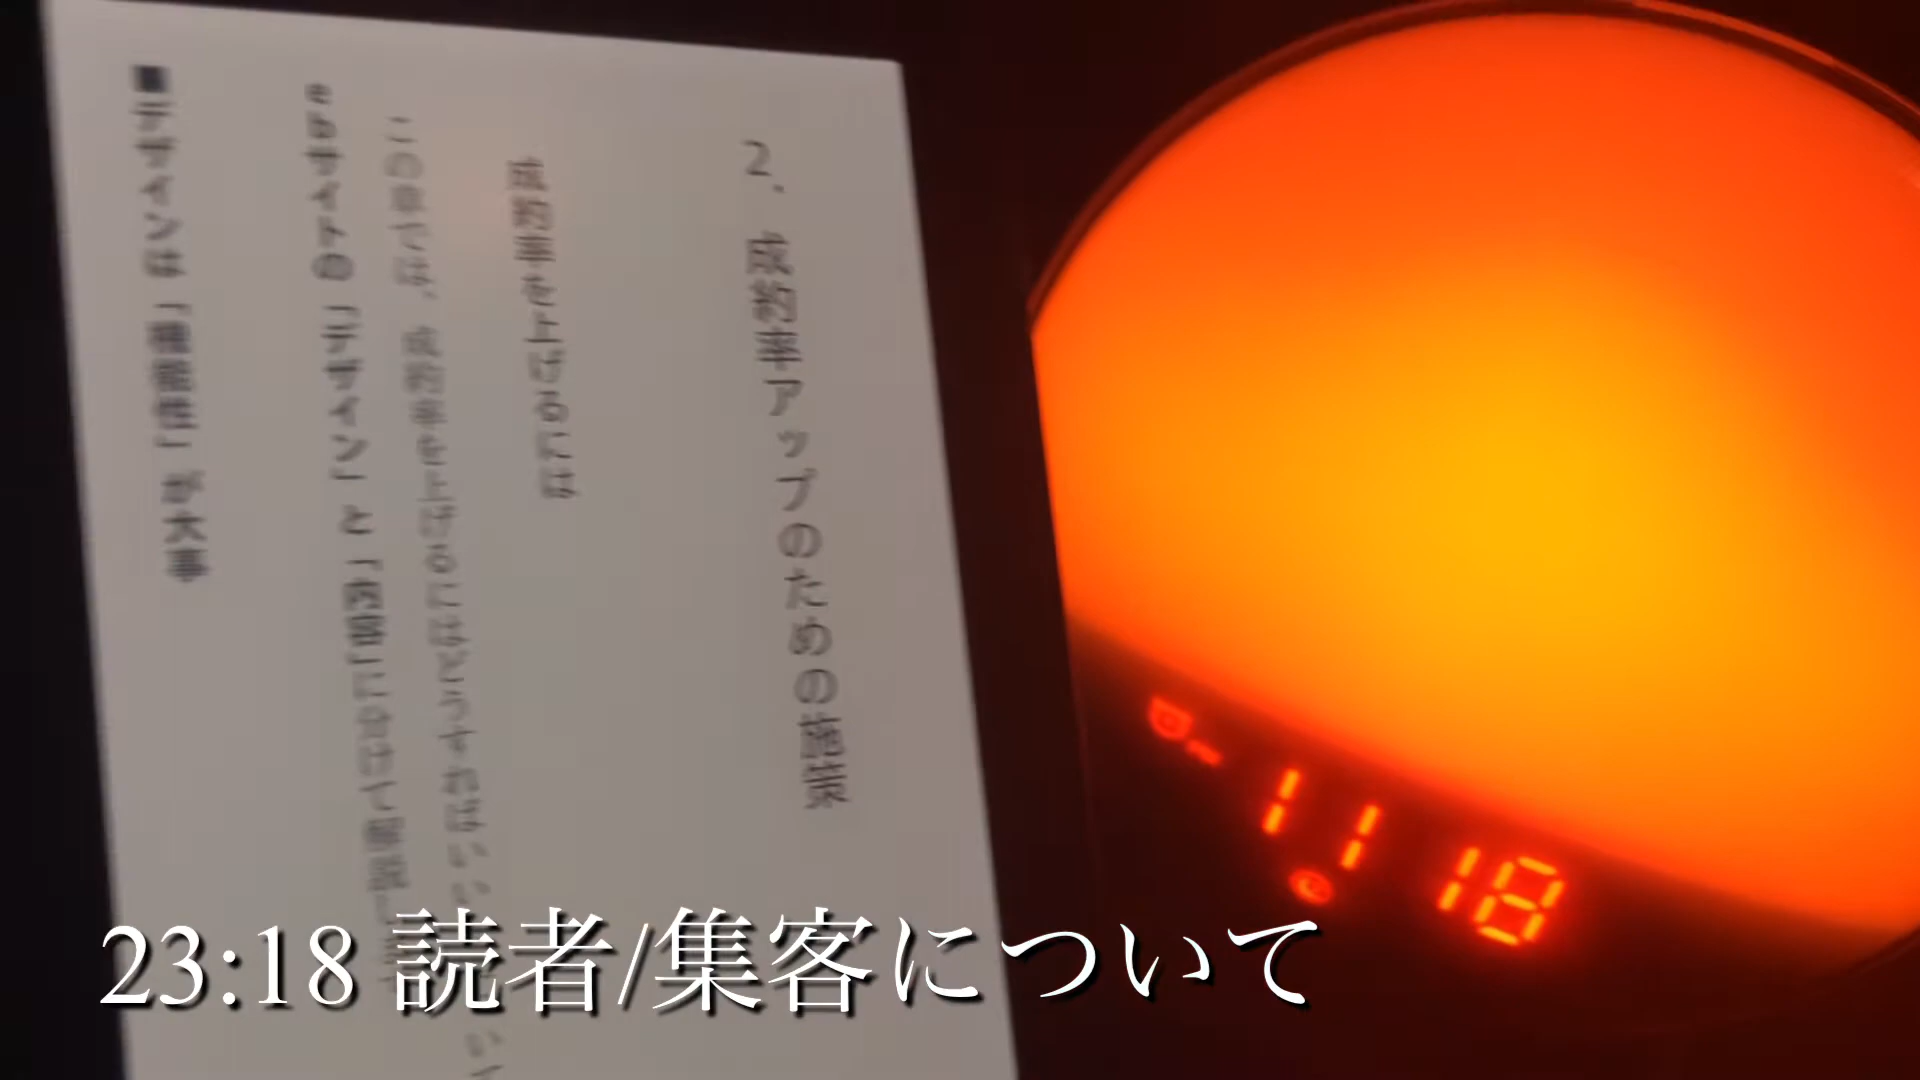 2、成約率アップのための施策
成約率を上げるには
この章では、成約率を上げるにはどうすればいい
ebサイトの「デザイン」と「内容」に分けて解説し
■デザインは「機能性」が大事
11 18
23:18 読者/集客について